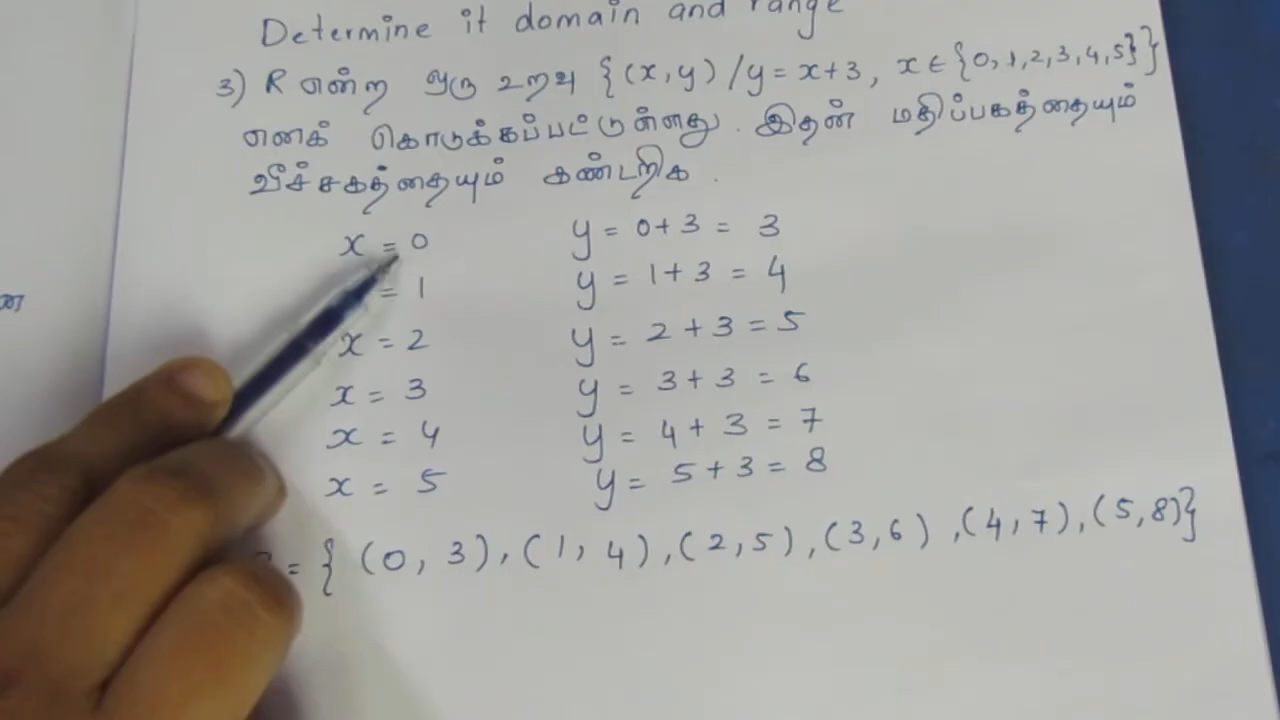 Determine it domain and range
3) R என்ற ஒரு உறவு {(x,y) /y = x+3, x ∈ {0,1,2,3,4,5}}
எனக் கொடுக்கப்பட்டுள்ளது. இதன் மதிப்பகத்தையும்
வீச்சகத்தையும் கண்டறிக .
x = 0 y = 0+3 = 3
= 1 y = 1+3 = 4
x = 2 y = 2+3 = 5
x = 3 y = 3+3 = 6
x = 4 y = 4+3 = 7
x = 5 y = 5+3 = 8
= { (0, 3), (1, 4), (2,5), (3,6), (4,7), (5,8)}